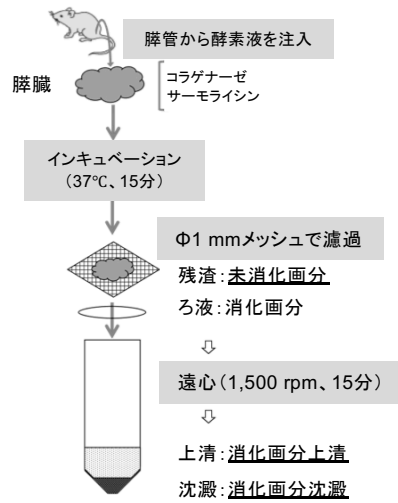 膵管から酵素液を注入
膵臓
コラゲナーゼ
サーモライシン
インキュベーション
（37℃、15分）
Φ1 mmメッシュで濾過
残渣：未消化画分
ろ液：消化画分
⇩
遠心（1,500 rpm、15分）
⇩
上清：消化画分上清
沈澱：消化画分沈澱